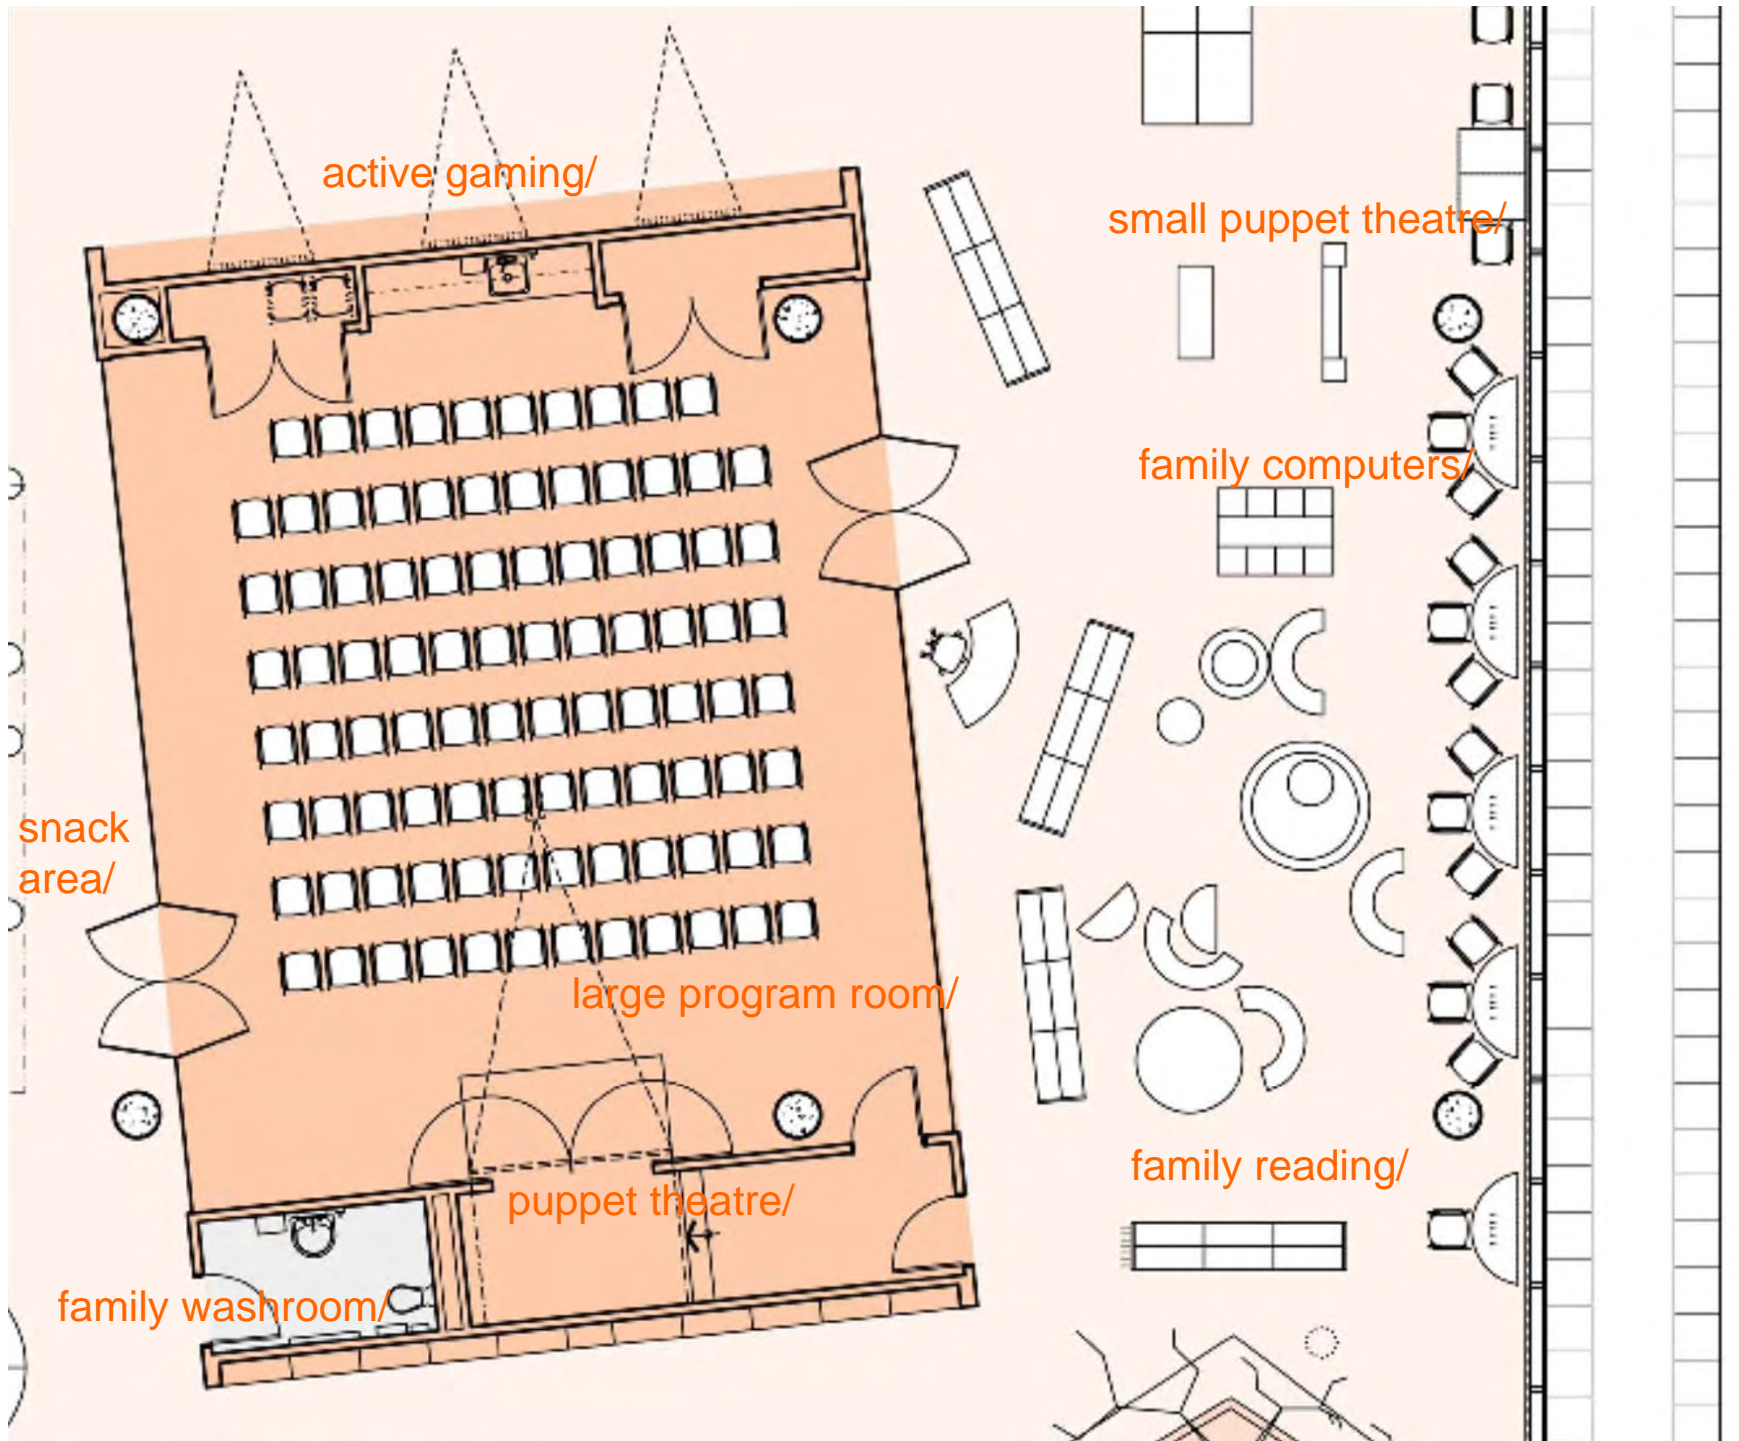 active gaming/
small puppet theatre/
family computers/
snack
area/
large program room/
family reading/
puppet theatre/
family washroom/